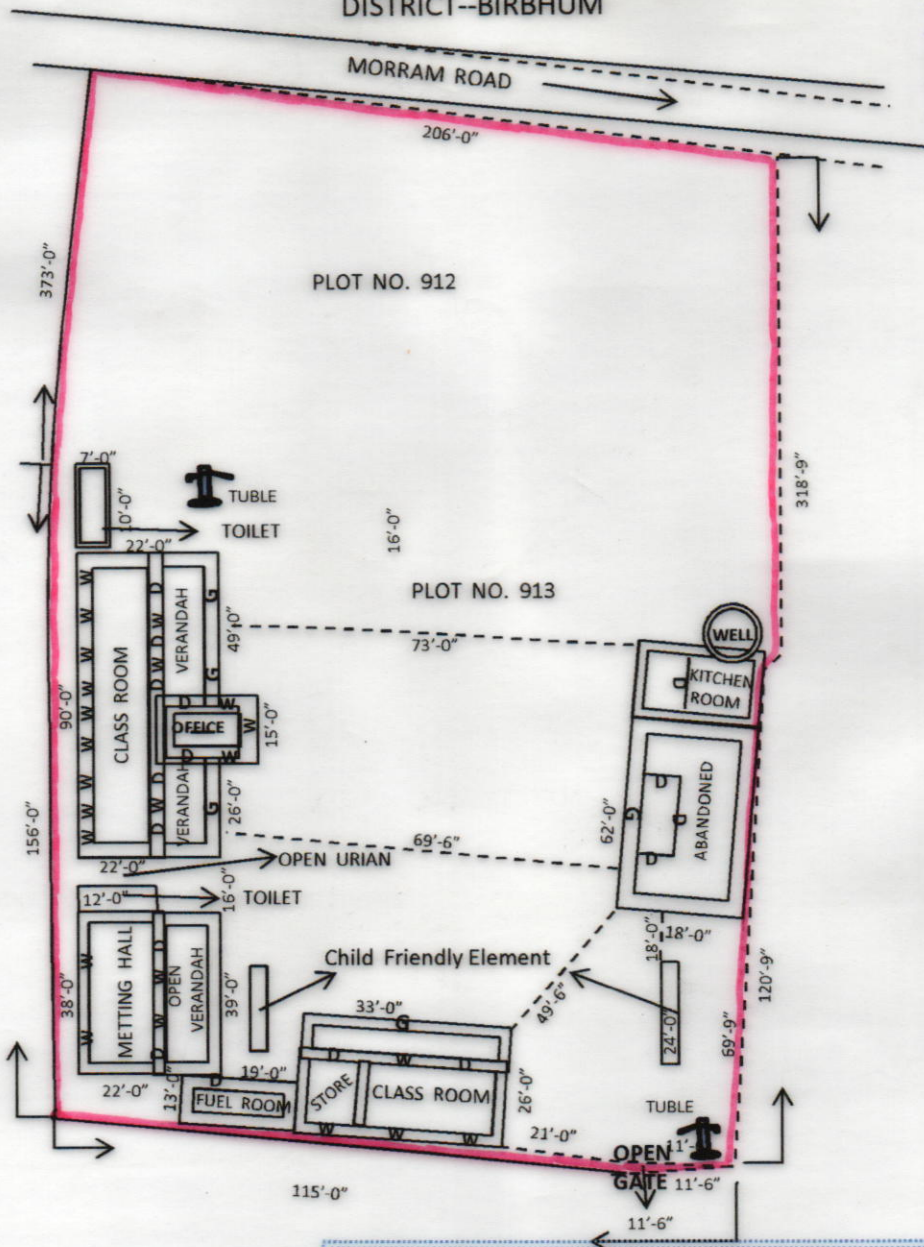 DISTRICT--BIRBHUM
MORRAM ROAD
206'-0"
373'-0"
PLOT NO. 912
318'-9"
7'-0"
10'-0"
TUBLE
TOILET
16'-0"
22'-0"
PLOT NO. 913
W
W
W
W
W
W
W
W
D
W
D
W
D
CLASS ROOM
VERANDAH
G
G
49'-0"
73'-0"
WELL
KITCHEN
ROOM
D
90'-0"
D
W
OFFICE
W
D
W
15'-0"
D
W
D
VERANDAH
G
26'-0"
156'-0"
69'-6"
62'-0"
G
D
D
D
ABANDONED
22'-0"
OPEN URIAN
12'-0"
16'-0"
TOILET
18'-0"
18'-0"
Child Friendly Element
38'-0"
W
W
METTING HALL
D
W
W
D
OPEN
VERANDAH
39'-0"
49'-6"
24'-0"
120'-9"
69'-9"
33'-0"
G
D
W
D
STORE
CLASS ROOM
W
W
W
26'-0"
22'-0"
13'-0"
19'-0"
D
FUEL ROOM
21'-0"
TUBLE
OPEN
GATE
11'-6"
115'-0"
11'-6"